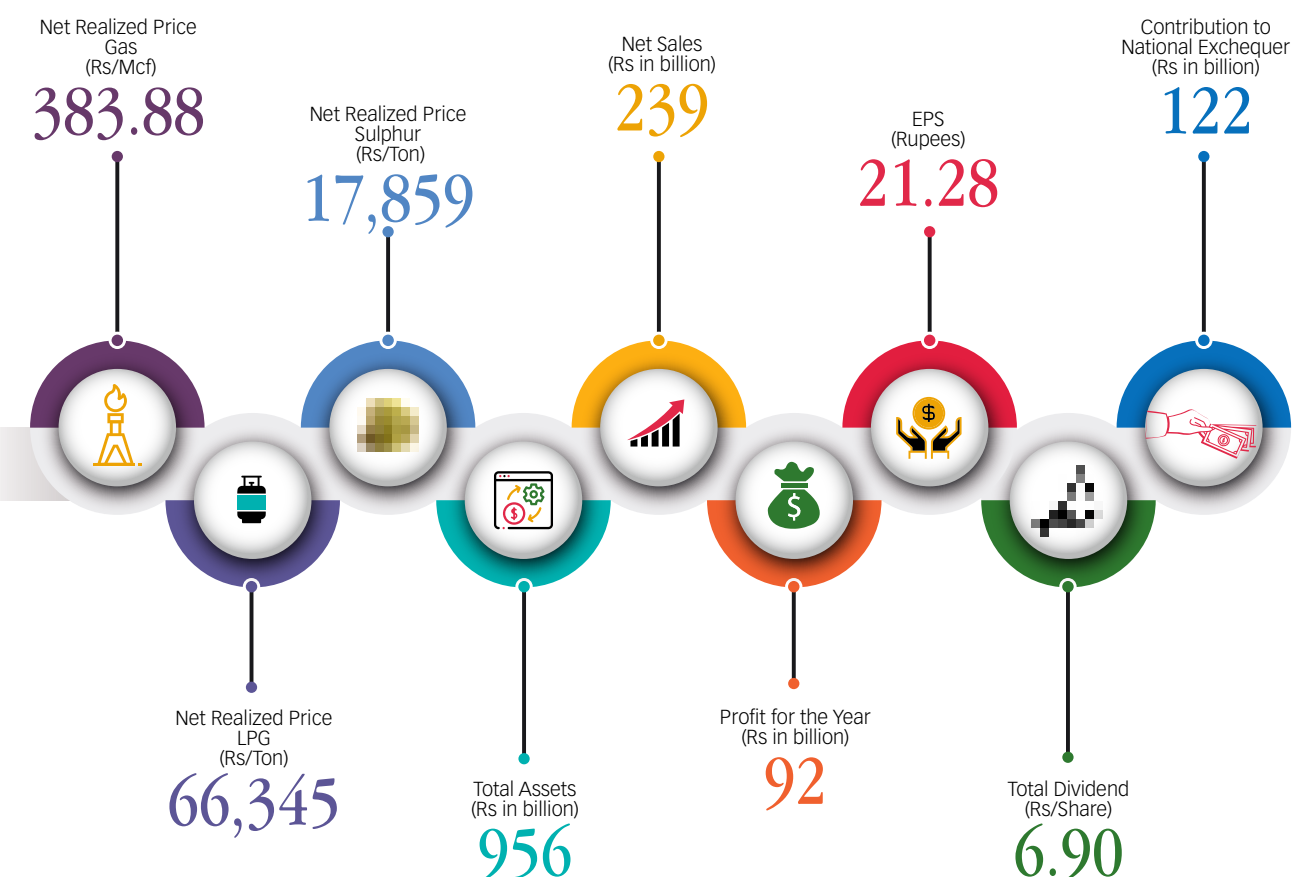 Net Realized Price
Gas
(Rs/Mcf)
383.88
Net Realized Price
LPG
(Rs/Ton)
66,345
Net Realized Price
Sulphur
(Rs/Ton)
17,859
Total Assets
(Rs in billion)
956
Net Sales
(Rs in billion)
239
Profit for the Year
(Rs in billion)
92
EPS
(Rupees)
21.28
Total Dividend
(Rs/Share)
6.90
Contribution to
National Exchequer
(Rs in billion)
122
$
$
$